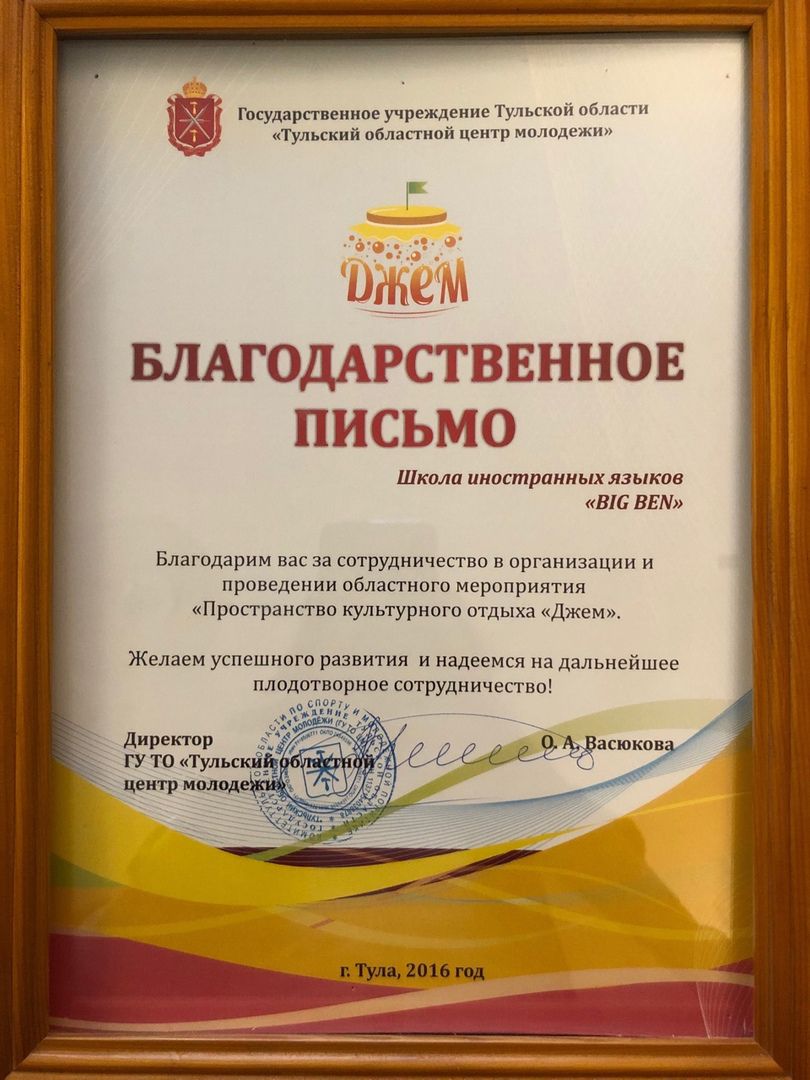 Государственное учреждение Тульской области
«Тульский областной центр молодежи»
Джем
БЛАГОДАРСТВЕННОЕ
ПИСЬМО
Школа иностранных языков
«BIG BEN»
Благодарим вас за сотрудничество в организации и
проведении областного мероприятия
«Пространство культурного отдыха «Джем».
Желаем успешного развития и надеемся на дальнейшее
плодотворное сотрудничество!
Директор
ГУ ТО «Тульский областной
центр молодежи»
О. А. Васюкова
г. Тула, 2016 год